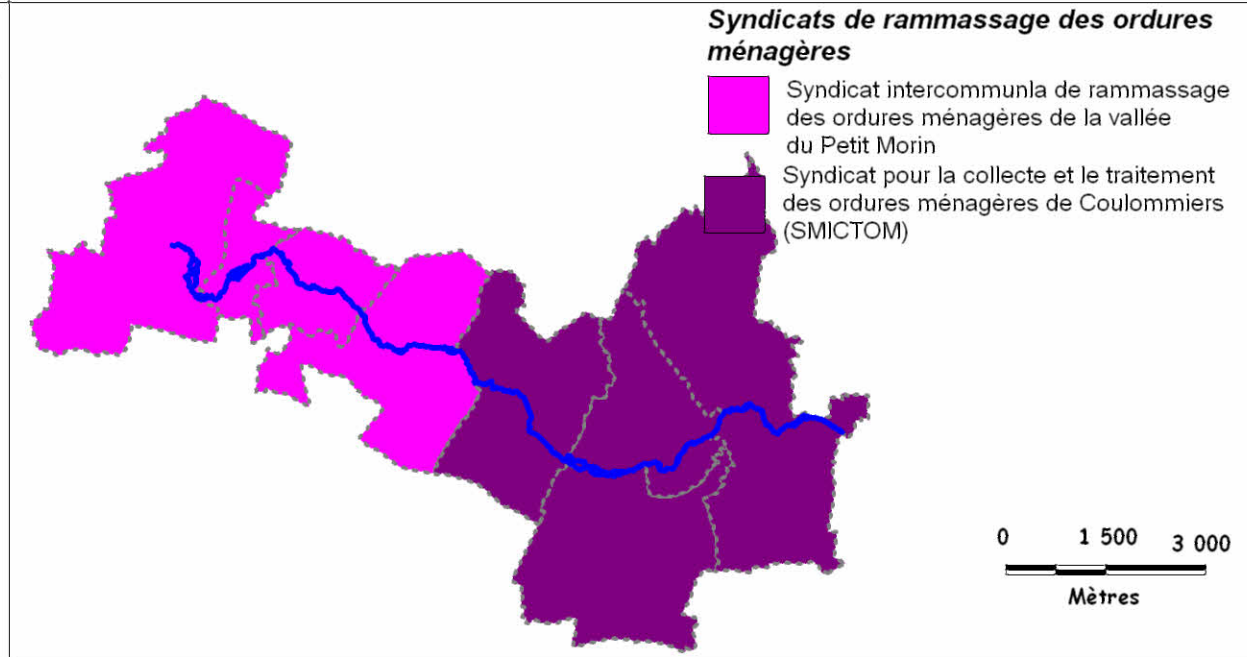 Syndicats de rammassage des ordures
ménagères
Syndicat intercommunla de rammassage
des ordures ménagères de la vallée
du Petit Morin
Syndicat pour la collecte et le traitement
des ordures ménagères de Coulommiers
(SMICTOM)
0 1 500 3 000
Mètres